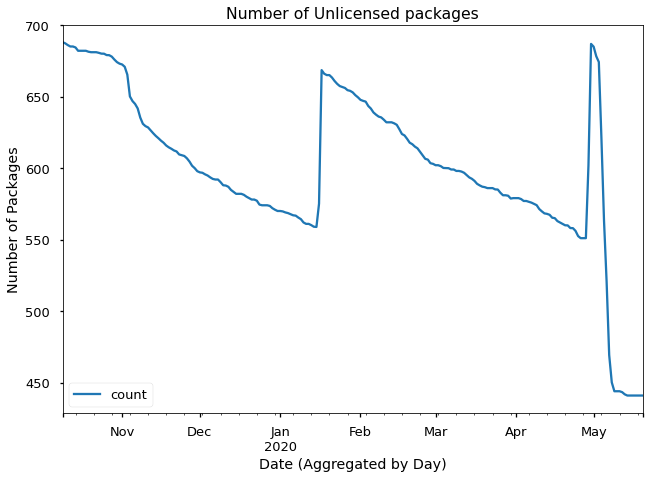 Number of Unlicensed packages
700
650
600
550
500
450
Number of Packages
count
Nov Dec Jan Feb Mar Apr May
2020
Date (Aggregated by Day)